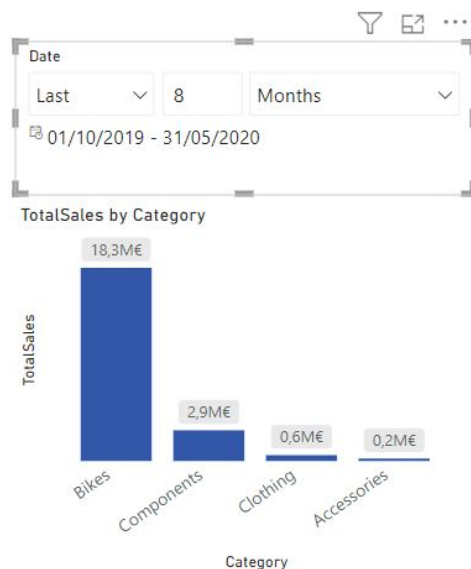 Date
Last 8 Months
01/10/2019 - 31/05/2020
TotalSales by Category
18,3M€
2,9M€
0,6M€
0,2M€
TotalSales
Bikes
Components
Clothing
Accessories
Category